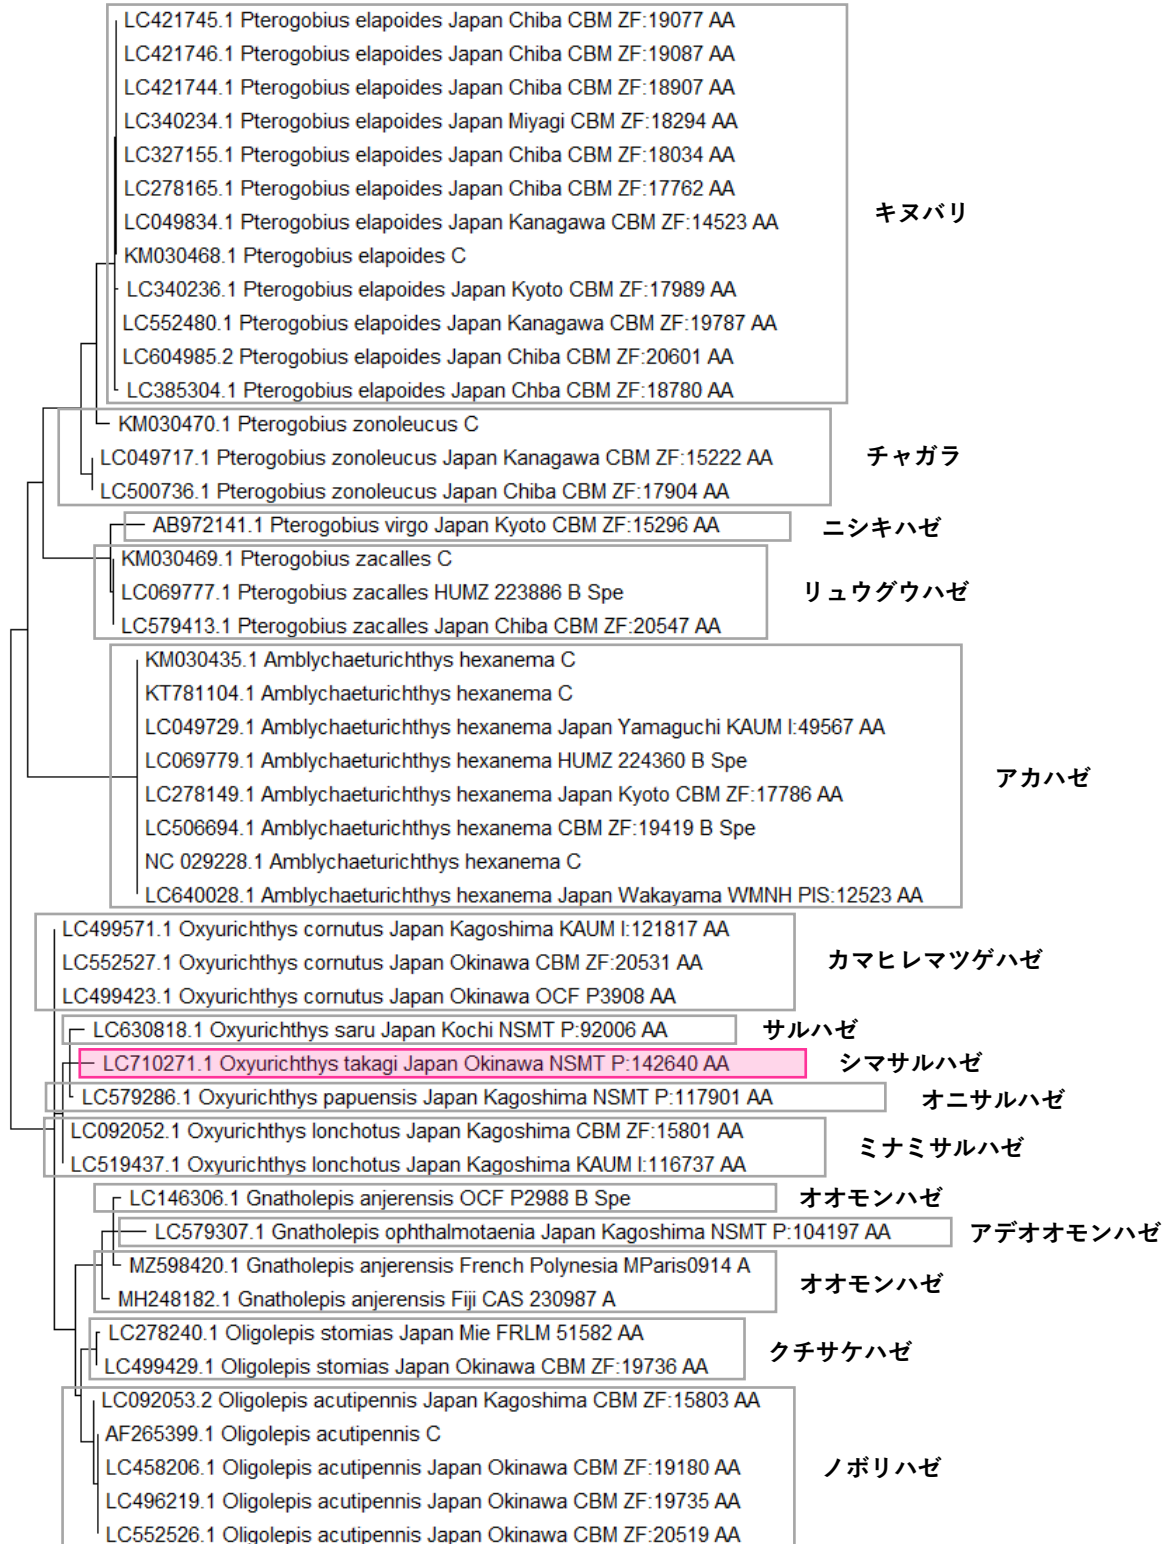 LC421745.1 Pterogobius elapoides Japan Chiba CBM ZF:19077 AA
LC421746.1 Pterogobius elapoides Japan Chiba CBM ZF:19087 AA
LC421744.1 Pterogobius elapoides Japan Chiba CBM ZF:18907 AA
LC340234.1 Pterogobius elapoides Japan Miyagi CBM ZF:18294 AA
LC327155.1 Pterogobius elapoides Japan Chiba CBM ZF:18034 AA
LC278165.1 Pterogobius elapoides Japan Chiba CBM ZF:17762 AA
キヌバリ
LC049834.1 Pterogobius elapoides Japan Kanagawa CBM ZF:14523 AA
KM030468.1 Pterogobius elapoides C
LC340236.1 Pterogobius elapoides Japan Kyoto CBM ZF:17989 AA
LC552480.1 Pterogobius elapoides Japan Kanagawa CBM ZF:19787 AA
LC604985.2 Pterogobius elapoides Japan Chiba CBM ZF:20601 AA
LC385304.1 Pterogobius elapoides Japan Chba CBM ZF:18780 AA
KM030470.1 Pterogobius zonoleucus C
LC049717.1 Pterogobius zonoleucus Japan Kanagawa CBM ZF:15222 AA
チャガラ
LC500736.1 Pterogobius zonoleucus Japan Chiba CBM ZF:17904 AA
AB972141.1 Pterogobius virgo Japan Kyoto CBM ZF:15296 AA
ニシキハゼ
KM030469.1 Pterogobius zacalles C
LC069777.1 Pterogobius zacalles HUMZ 223886 B Spe
リュウグウハゼ
LC579413.1 Pterogobius zacalles Japan Chiba CBM ZF:20547 AA
KM030435.1 Amblychaeturichthys hexanema C
KT781104.1 Amblychaeturichthys hexanema C
LC049729.1 Amblychaeturichthys hexanema Japan Yamaguchi KAUM I:49567 AA
LC069779.1 Amblychaeturichthys hexanema HUMZ 224360 B Spe
アカハゼ
LC278149.1 Amblychaeturichthys hexanema Japan Kyoto CBM ZF:17786 AA
LC506694.1 Amblychaeturichthys hexanema CBM ZF:19419 B Spe
NC 029228.1 Amblychaeturichthys hexanema C
LC640028.1 Amblychaeturichthys hexanema Japan Wakayama WMNH PIS:12523 AA
LC499571.1 Oxyurichthys cornutus Japan Kagoshima KAUM I:121817 AA
LC552527.1 Oxyurichthys cornutus Japan Okinawa CBM ZF:20531 AA
カマヒレマツゲハゼ
LC499423.1 Oxyurichthys cornutus Japan Okinawa OCF P3908 AA
LC630818.1 Oxyurichthys saru Japan Kochi NSMT P:92006 AA
サルハゼ
LC710271.1 Oxyurichthys takagi Japan Okinawa NSMT P:142640 AA
シマサルハゼ
LC579286.1 Oxyurichthys papuensis Japan Kagoshima NSMT P:117901 AA
オニサルハゼ
LC092052.1 Oxyurichthys lonchotus Japan Kagoshima CBM ZF:15801 AA
ミナミサルハゼ
LC519437.1 Oxyurichthys lonchotus Japan Kagoshima KAUM I:116737 AA
LC146306.1 Gnatholepis anjerensis OCF P2988 B Spe
オオモンハゼ
LC579307.1 Gnatholepis ophthalmotaenia Japan Kagoshima NSMT P:104197 AA
アデオオモンハゼ
MZ598420.1 Gnatholepis anjerensis French Polynesia MParis0914 A
オオモンハゼ
MH248182.1 Gnatholepis anjerensis Fiji CAS 230987 A
LC278240.1 Oligolepis stomias Japan Mie FRLM 51582 AA
クチサケハゼ
LC499429.1 Oligolepis stomias Japan Okinawa CBM ZF:19736 AA
LC092053.2 Oligolepis acutipennis Japan Kagoshima CBM ZF:15803 AA
AF265399.1 Oligolepis acutipennis C
LC458206.1 Oligolepis acutipennis Japan Okinawa CBM ZF:19180 AA
ノボリハゼ
LC496219.1 Oligolepis acutipennis Japan Okinawa CBM ZF:19735 AA
LC552526.1 Oligolepis acutipennis Japan Okinawa CBM ZF:20519 AA